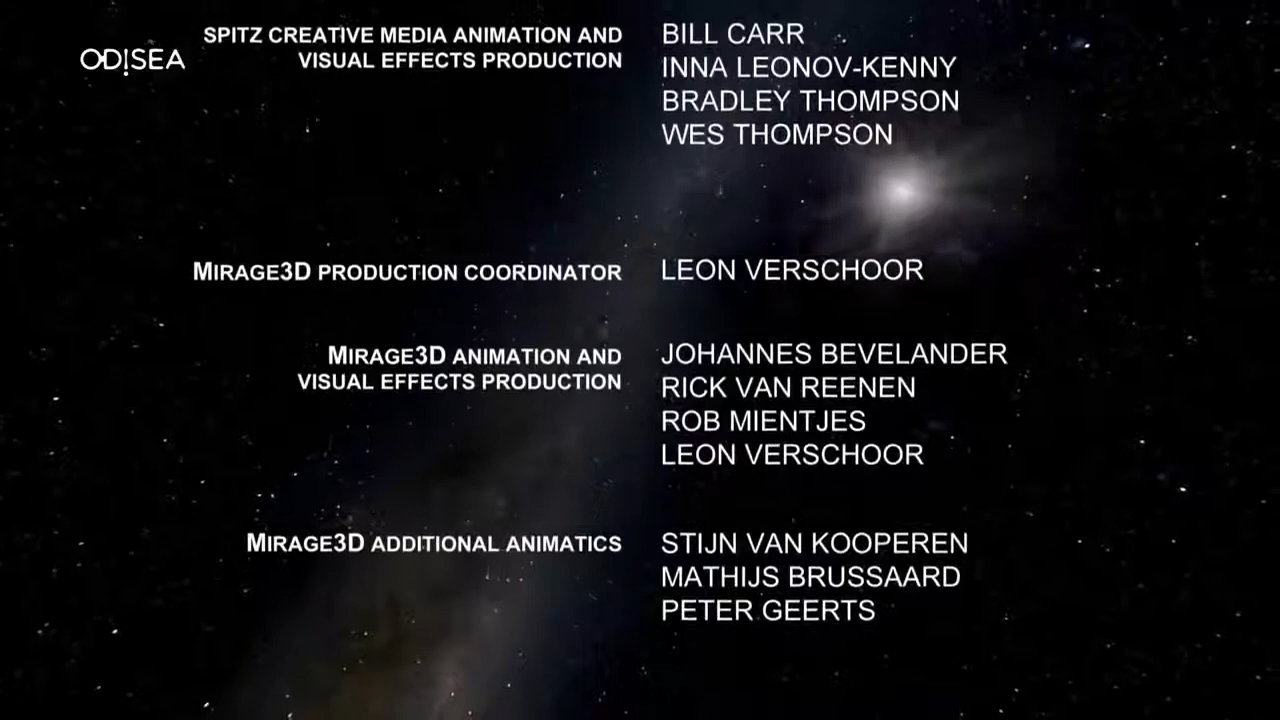 ODISEA
SPITZ CREATIVE MEDIA ANIMATION AND
VISUAL EFFECTS PRODUCTION
BILL CARR
INNA LEONOV-KENNY
BRADLEY THOMPSON
WES THOMPSON
MIRAGE3D PRODUCTION COORDINATOR
LEON VERSCHOOR
MIRAGE3D ANIMATION AND
VISUAL EFFECTS PRODUCTION
JOHANNES BEVELANDER
RICK VAN REENEN
ROB MIENTJES
LEON VERSCHOOR
MIRAGE3D ADDITIONAL ANIMATICS
STIJN VAN KOOPEREN
MATHIJS BRUSSAARD
PETER GEERTS